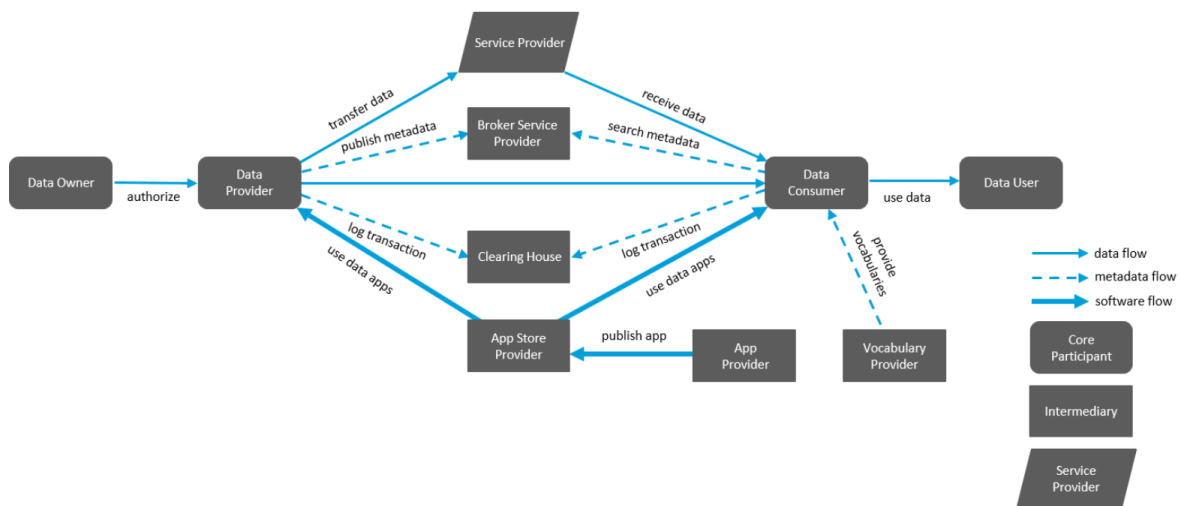 Service Provider
transfer data
receive data
publish metadata
Broker Service
Provider
search metadata
Data Owner
authorize
Data
Provider
Data
Consumer
use data
Data User
log transaction
Clearing House
log transaction
use data apps
use data apps
provide
vocabularies
data flow
metadata flow
software flow
App Store
Provider
publish app
App
Provider
Vocabulary
Provider
Core
Participant
Intermediary
Service
Provider